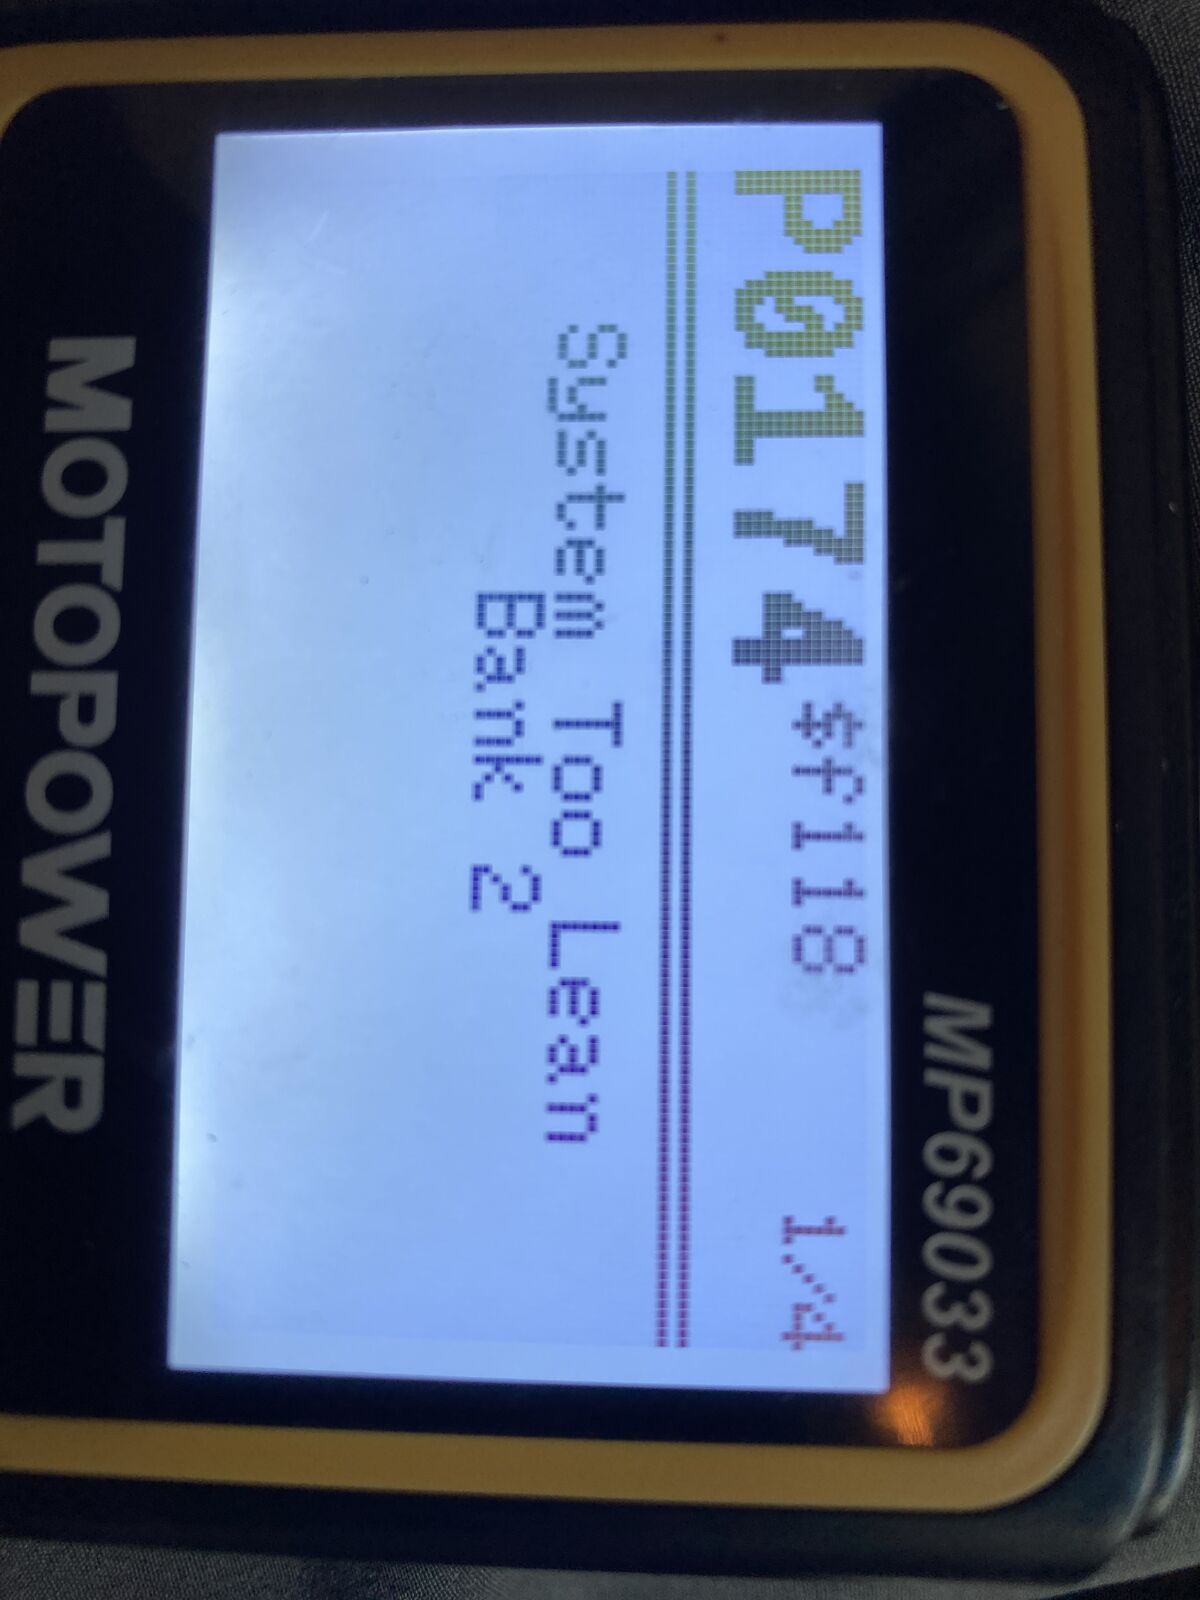 MP69033
P0174 $f118 1/4
System Too Lean
Bank 2
MOTOPOWER